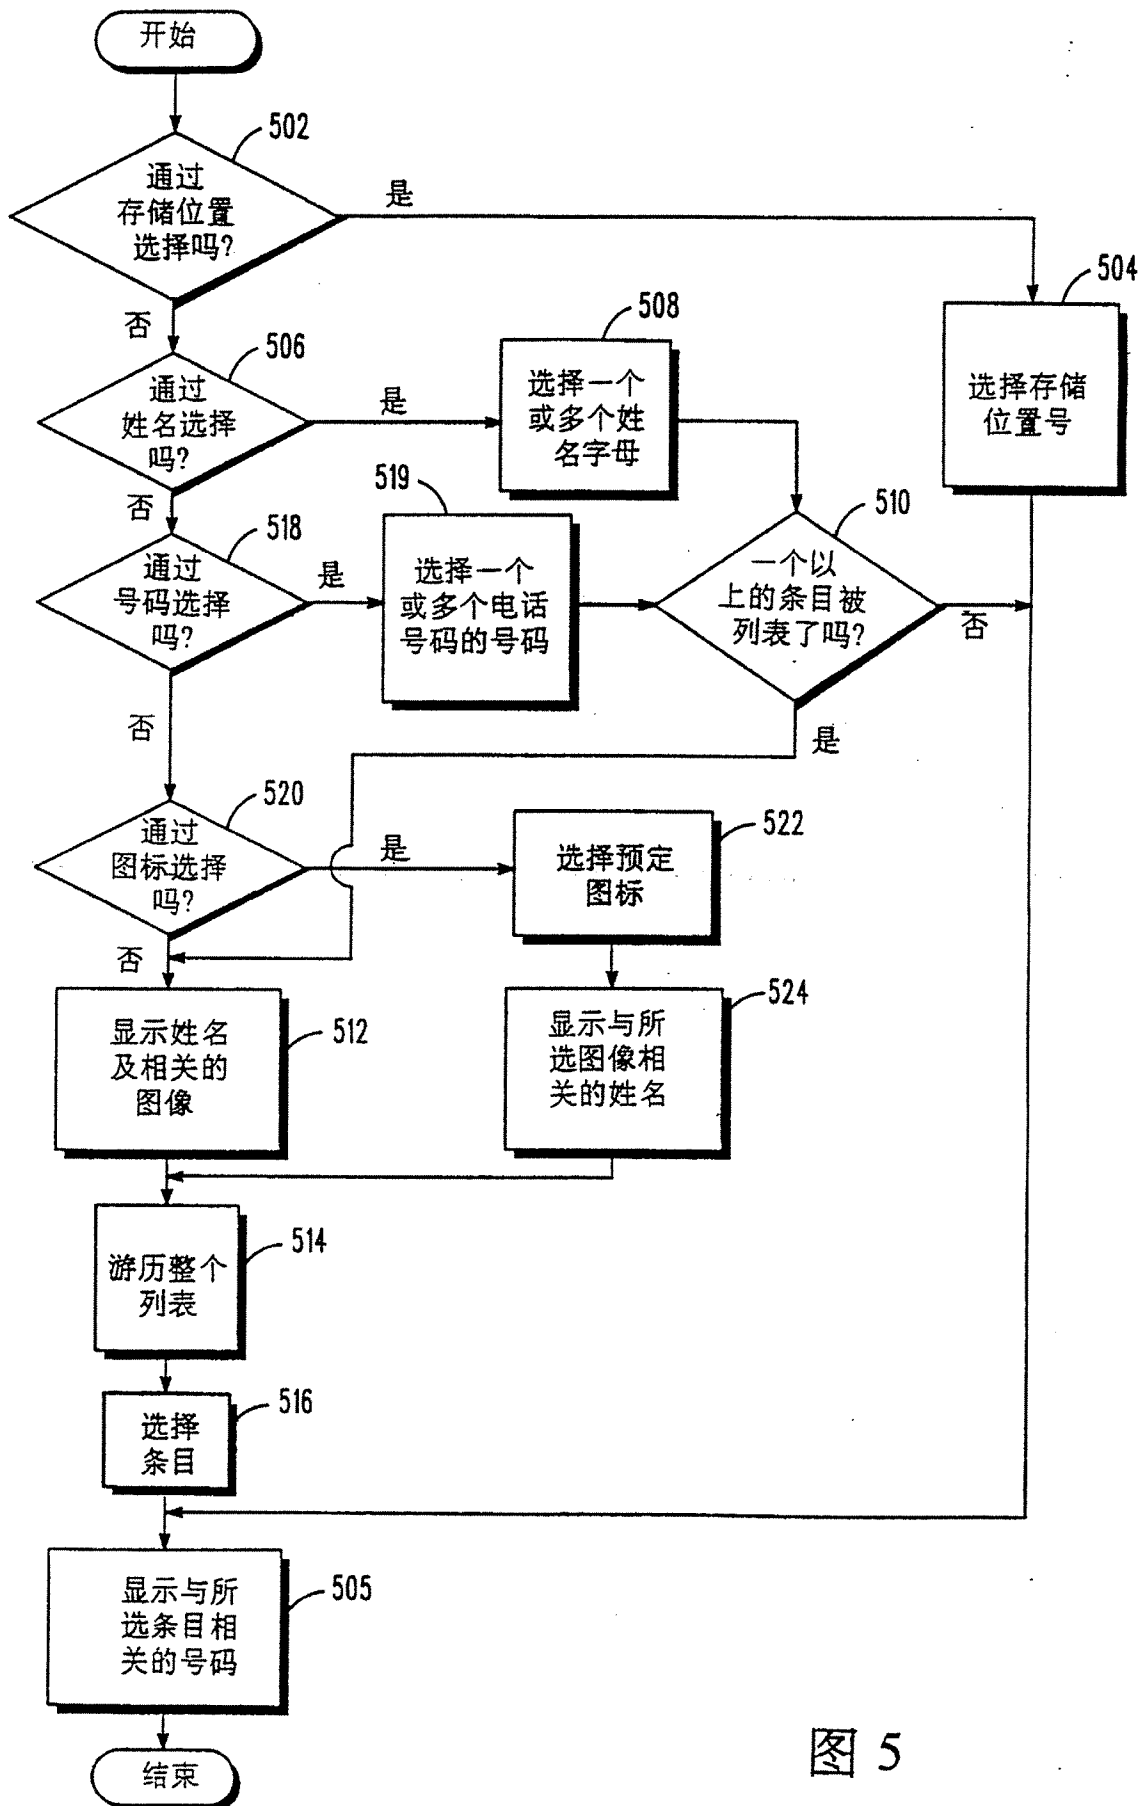 开始
502
通过
存储位置
选择吗?
是
504
选择存储
位置号
否
506
通过
姓名选择
吗?
是
508
选择一个
或多个姓
名字母
否
518
通过
号码选择
吗?
是
519
选择一个
或多个电话
号码的号码
510
一个以
上的条目被
列表了吗?
否
是
否
520
通过
图标选择
吗?
是
522
选择预定
图标
否
512
显示姓名
及相关的
图像
524
显示与所
选图像相
关的姓名
514
游历整个
列表
516
选择
条目
505
显示与所
选条目相
关的号码
结束
图 5